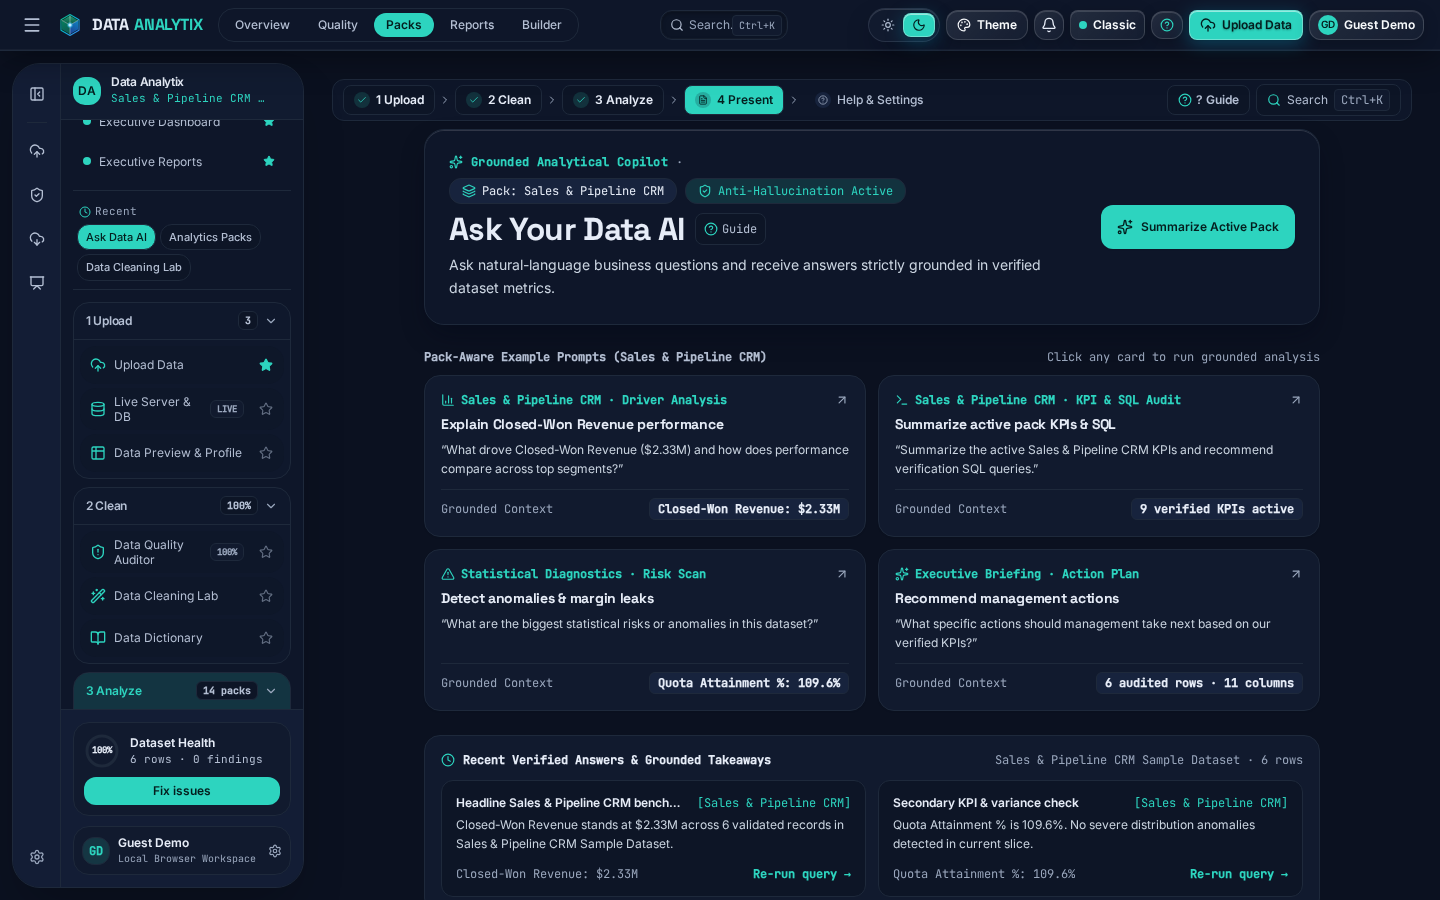 DATA ANALYTIX
Overview
Quality
Packs
Reports
Builder
Search.
Ctrl+K
Theme
Classic
Upload Data
GD
Guest Demo
DA
Data Analytix
Sales & Pipeline CRM …
Executive Dashboard
Executive Reports
Recent
Ask Data AI
Analytics Packs
Data Cleaning Lab
1 Upload
3
Upload Data
Live Server & DB
LIVE
Data Preview & Profile
2 Clean
100%
Data Quality Auditor
100%
Data Cleaning Lab
Data Dictionary
3 Analyze
14 packs
100%
Dataset Health
6 rows · 0 findings
Fix issues
GD
Guest Demo
Local Browser Workspace
1 Upload
2 Clean
3 Analyze
4 Present
Help & Settings
? Guide
Search
Ctrl+K
Grounded Analytical Copilot ·
Pack: Sales & Pipeline CRM
Anti-Hallucination Active
Ask Your Data AI
Guide
Ask natural-language business questions and receive answers strictly grounded in verified
dataset metrics.
Summarize Active Pack
Pack-Aware Example Prompts (Sales & Pipeline CRM)
Click any card to run grounded analysis
Sales & Pipeline CRM · Driver Analysis
Explain Closed-Won Revenue performance
“What drove Closed-Won Revenue ($2.33M) and how does performance
compare across top segments?”
Grounded Context
Closed-Won Revenue: $2.33M
Sales & Pipeline CRM · KPI & SQL Audit
Summarize active pack KPIs & SQL
“Summarize the active Sales & Pipeline CRM KPIs and recommend
verification SQL queries.”
Grounded Context
9 verified KPIs active
Statistical Diagnostics · Risk Scan
Detect anomalies & margin leaks
“What are the biggest statistical risks or anomalies in this dataset?”
Grounded Context
Quota Attainment %: 109.6%
Executive Briefing · Action Plan
Recommend management actions
“What specific actions should management take next based on our
verified KPIs?”
Grounded Context
6 audited rows · 11 columns
Recent Verified Answers & Grounded Takeaways
Sales & Pipeline CRM Sample Dataset · 6 rows
Headline Sales & Pipeline CRM bench...
[Sales & Pipeline CRM]
Closed-Won Revenue stands at $2.33M across 6 validated records in
Sales & Pipeline CRM Sample Dataset.
Closed-Won Revenue: $2.33M
Re-run query →
Secondary KPI & variance check
[Sales & Pipeline CRM]
Quota Attainment % is 109.6%. No severe distribution anomalies
detected in current slice.
Quota Attainment %: 109.6%
Re-run query →